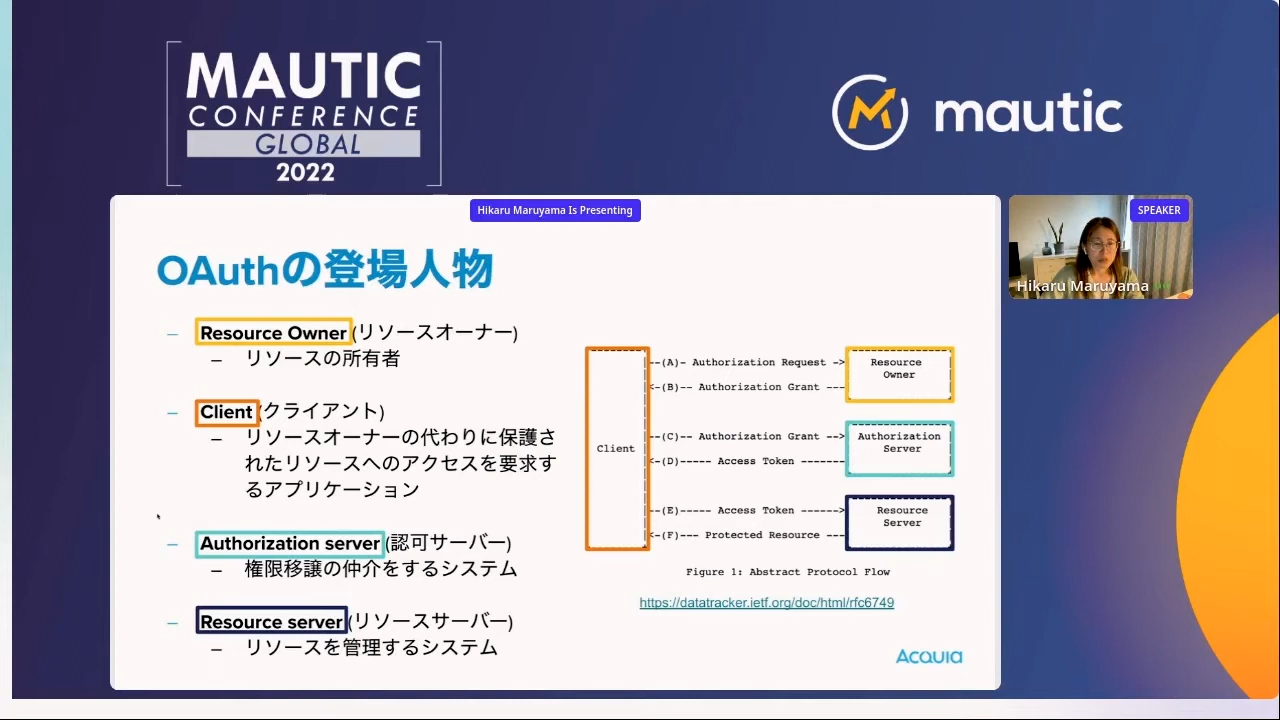 MAUTIC
CONFERENCE
GLOBAL
2022
mautic
Hikaru Maruyama Is Presenting
SPEAKER
Hikaru Maruyama
OAuthの登場人物
– Resource Owner (リソースオーナー)
– リソースの所有者
– Client (クライアント)
– リソースオーナーの代わりに保護さ
れたリソースへのアクセスを要求す
るアプリケーション
– Authorization server (認可サーバー)
– 権限移譲の仲介をするシステム
– Resource server (リソースサーバー)
– リソースを管理するシステム
Client
--(A)- Authorization Request ->
<-(B)-- Authorization Grant ---
Resource
Owner
--(C)-- Authorization Grant -->
<-(D)----- Access Token -------
Authorization
Server
--(E)----- Access Token ------>
<-(F)--- Protected Resource ---
Resource
Server
Figure 1: Abstract Protocol Flow
https://datatracker.ietf.org/doc/html/rfc6749
Acquia